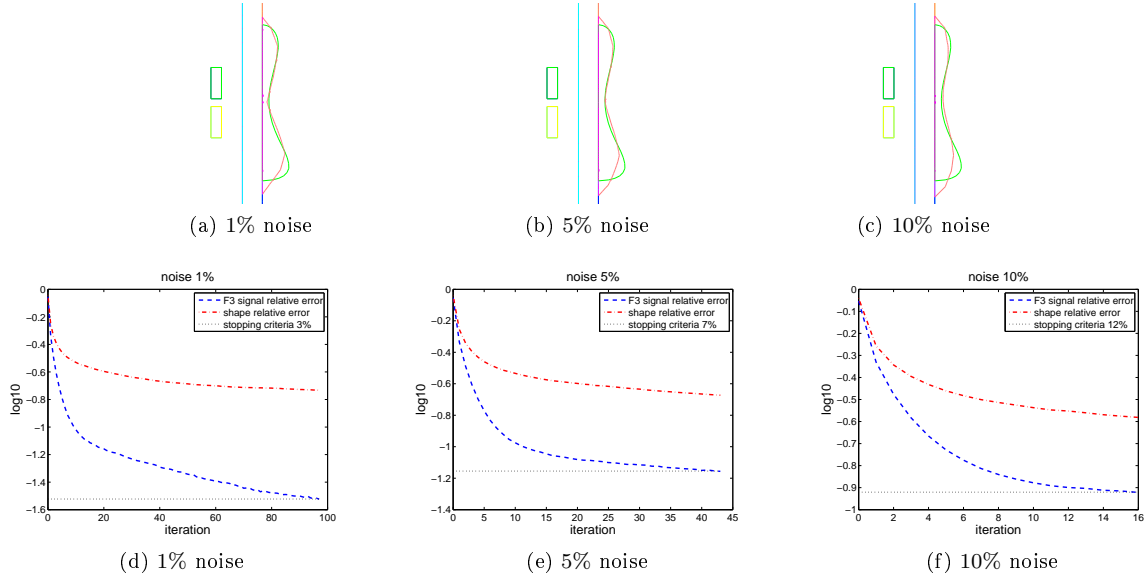 (a) 1% noise
(b) 5% noise
(c) 10% noise
noise 1%
0
−0.2
−0.4
−0.6
−0.8
−1
−1.2
−1.4
−1.6
log10
F3 signal relative error
shape relative error
stopping criteria 3%
0 20 40 60 80 100
iteration
(d) 1% noise
noise 5%
0
−0.2
−0.4
−0.6
−0.8
−1
−1.2
−1.4
log10
F3 signal relative error
shape relative error
stopping criteria 7%
0 5 10 15 20 25 30 35 40 45
iteration
(e) 5% noise
noise 10%
0
−0.1
−0.2
−0.3
−0.4
−0.5
−0.6
−0.7
−0.8
−0.9
−1
log10
F3 signal relative error
shape relative error
stopping criteria 12%
0 2 4 6 8 10 12 14 16
iteration
(f) 10% noise